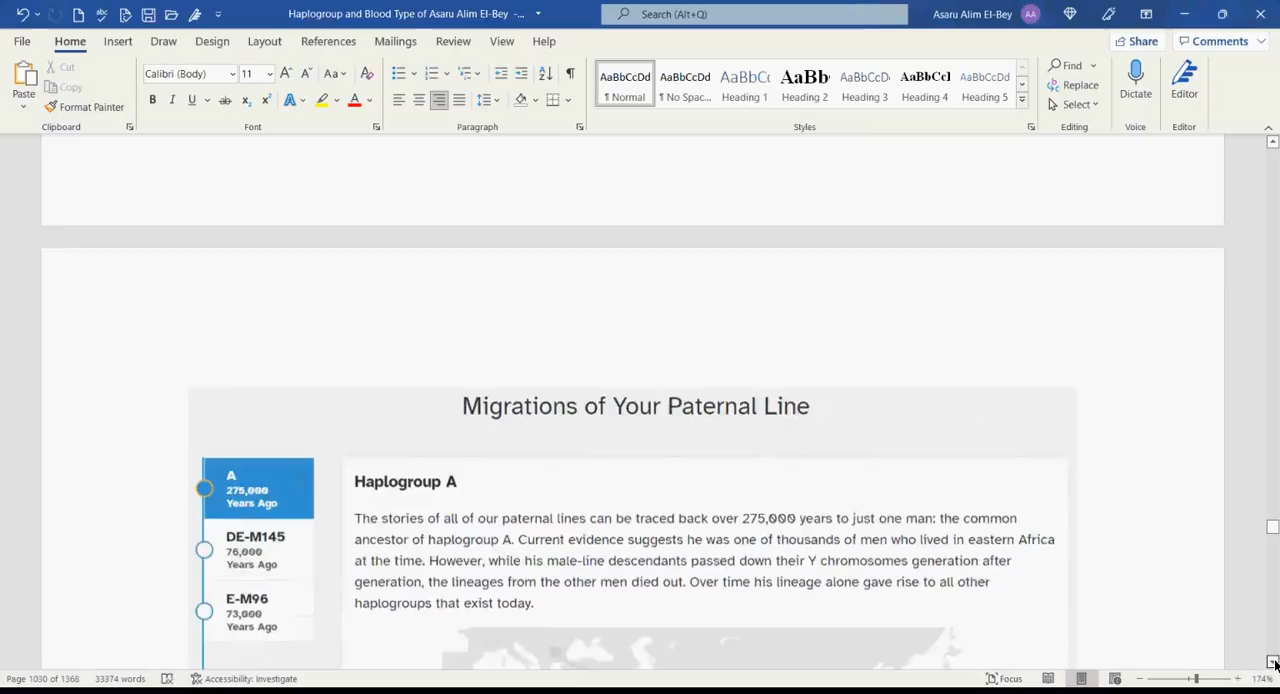 Haplogroup and Blood Type of Asaru Alim El-Bey -...
Search (Alt+Q)
Asaru Alim El-Bey AA
File Home Insert Draw Design Layout References Mailings Review View Help Share Comments
Paste Cut Copy Format Painter
Calibri (Body) 11 Aa
B I U ab x2 x2 A A
AaBbCcDd AaBbCcDd AaBbCc AaBb AaBbCcDd AaBbCcI AaBbCcDd
¶ Normal ¶ No Spac... Heading 1 Heading 2 Heading 3 Heading 4 Heading 5
Find Replace Select
Dictate Editor
Clipboard Font Paragraph Styles Editing Voice Editor
Migrations of Your Paternal Line
A
275,000
Years Ago
DE-M145
76,000
Years Ago
E-M96
73,000
Years Ago
Haplogroup A
The stories of all of our paternal lines can be traced back over 275,000 years to just one man: the common
ancestor of haplogroup A. Current evidence suggests he was one of thousands of men who lived in eastern Africa
at the time. However, while his male-line descendants passed down their Y chromosomes generation after
generation, the lineages from the other men died out. Over time his lineage alone gave rise to all other
haplogroups that exist today.
Page 1030 of 1368 33374 words Accessibility: Investigate Focus 174%